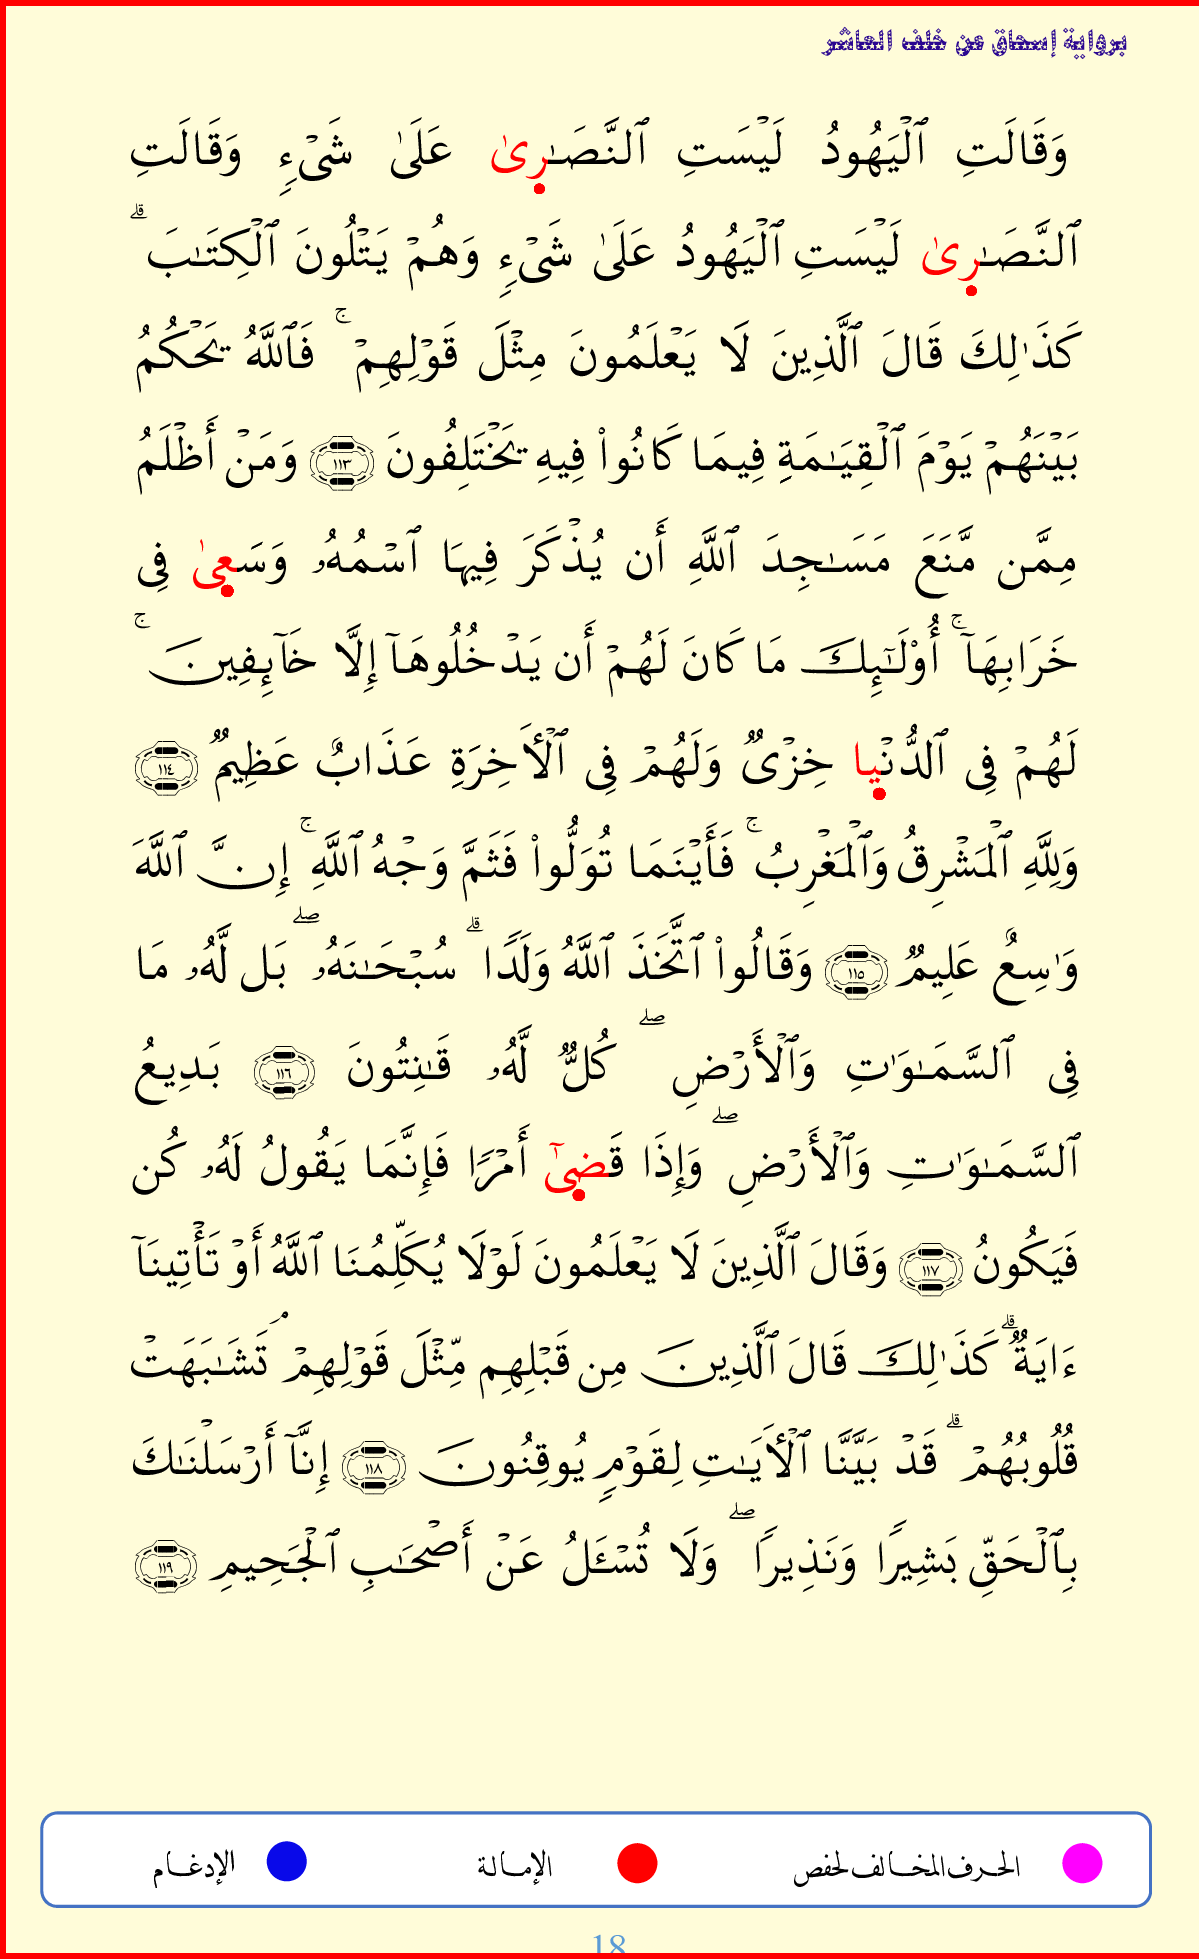 برواية إسحاق عن خلف العاشر
وَقَالَتِ ٱلۡيَهُودُ لَيۡسَتِ ٱلنَّصَـٰرِىٰ عَلَىٰ شَىۡءٖ وَقَالَتِ
ٱلنَّصَـٰرِىٰ لَيۡسَتِ ٱلۡيَهُودُ عَلَىٰ شَىۡءٖ وَهُمۡ يَتۡلُونَ ٱلۡكِتَـٰبَۗ
كَذَٰلِكَ قَالَ ٱلَّذِينَ لَا يَعۡلَمُونَ مِثۡلَ قَوۡلِهِمۡۚ فَٱللَّهُ يَحۡكُمُ
بَيۡنَهُمۡ يَوۡمَ ٱلۡقِيَـٰمَةِ فِيمَا كَانُواْ فِيهِ يَخۡتَلِفُونَ ١١٣ وَمَنۡ أَظۡلَمُ
مِمَّن مَّنَعَ مَسَـٰجِدَ ٱللَّهِ أَن يُذۡكَرَ فِيهَا ٱسۡمُهُۥ وَسَعِىٰ فِى
خَرَابِهَآۚ أُوْلَـٰٓئِكَ مَا كَانَ لَهُمۡ أَن يَدۡخُلُوهَآ إِلَّا خَآئِفِينَۚ
لَهُمۡ فِى ٱلدُّنۡيِا خِزۡىٞ وَلَهُمۡ فِى ٱلۡأٓخِرَةِ عَذَابٌ عَظِيمٞ ١١٤
وَلِلَّهِ ٱلۡمَشۡرِقُ وَٱلۡمَغۡرِبُۚ فَأَيۡنَمَا تُوَلُّواْ فَثَمَّ وَجۡهُ ٱللَّهِۚ إِنَّ ٱللَّهَ
وَٰسِعٌ عَلِيمٞ ١١٥ وَقَالُواْ ٱتَّخَذَ ٱللَّهُ وَلَدٗاۗ سُبۡحَـٰنَهُۥۖ بَل لَّهُۥ مَا
فِى ٱلسَّمَـٰوَٰتِ وَٱلۡأَرۡضِۖ كُلّٞ لَّهُۥ قَـٰنِتُونَ ١١٦ بَدِيعُ
ٱلسَّمَـٰوَٰتِ وَٱلۡأَرۡضِۖ وَإِذَا قَضِىٰٓ أَمۡرٗا فَإِنَّمَا يَقُولُ لَهُۥ كُن
فَيَكُونُ ١١٧ وَقَالَ ٱلَّذِينَ لَا يَعۡلَمُونَ لَوۡلَا يُكَلِّمُنَا ٱللَّهُ أَوۡ تَأۡتِينَآ
ءَايَةٞۗ كَذَٰلِكَ قَالَ ٱلَّذِينَ مِن قَبۡلِهِم مِّثۡلَ قَوۡلِهِمۡۘ تَشَـٰبَهَتۡ
قُلُوبُهُمۡۗ قَدۡ بَيَّنَّا ٱلۡأٓيَـٰتِ لِقَوۡمٖ يُوقِنُونَ ١١٨ إِنَّآ أَرۡسَلۡنَـٰكَ
بِٱلۡحَقِّ بَشِيرٗا وَنَذِيرٗاۖ وَلَا تُسۡـَٔلُ عَنۡ أَصۡحَـٰبِ ٱلۡجَحِيمِ ١١٩
الحرف المخالف لحفص الإمالة الإدغام
18